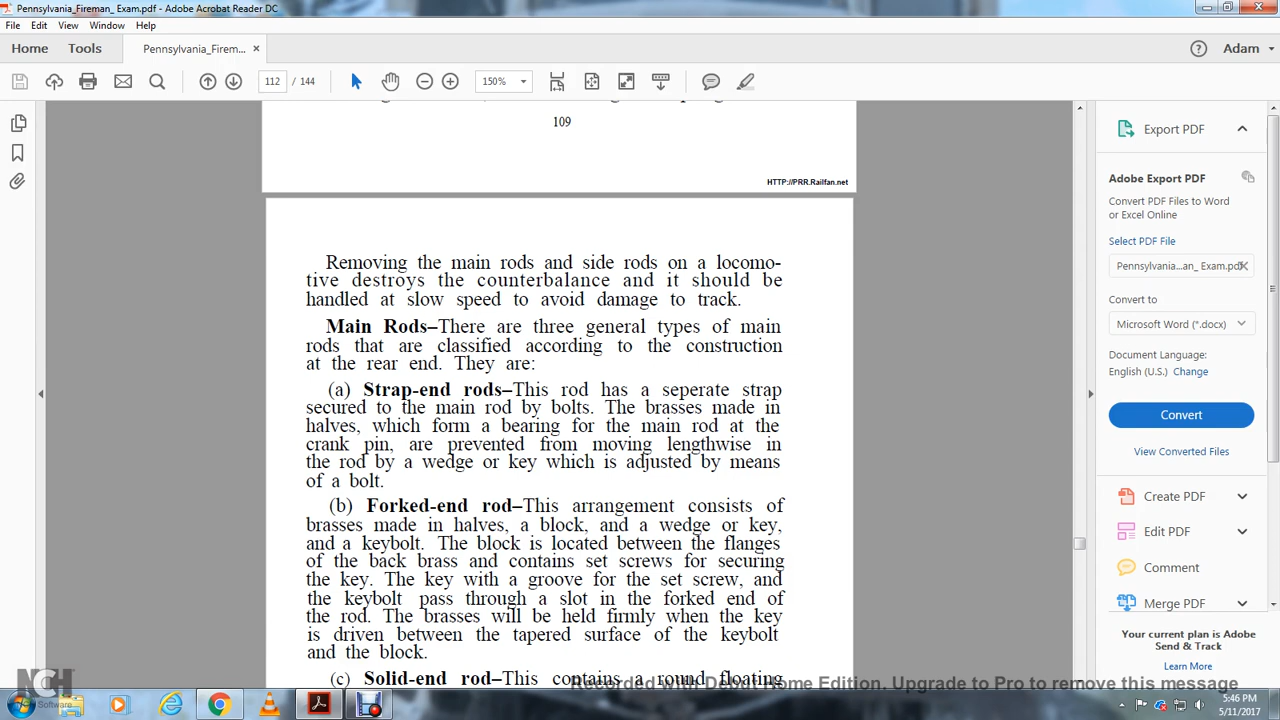 Pennsylvania_Fireman_ Exam.pdf - Adobe Acrobat Reader DC
File Edit View Window Help
Home Tools Pennsylvania_Firem... × Adam
112 / 144 150%
109
HTTP://PRR.Railfan.net
Removing the main rods and side rods on a locomo-
tive destroys the counterbalance and it should be
handled at slow speed to avoid damage to track.
Main Rods–There are three general types of main
rods that are classified according to the construction
at the rear end. They are:
(a) Strap-end rods–This rod has a seperate strap
secured to the main rod by bolts. The brasses made in
halves, which form a bearing for the main rod at the
crank pin, are prevented from moving lengthwise in
the rod by a wedge or key which is adjusted by means
of a bolt.
(b) Forked-end rod–This arrangement consists of
brasses made in halves, a block, and a wedge or key,
and a keybolt. The block is located between the flanges
of the back brass and contains set screws for securing
the key. The key with a groove for the set screw, and
the keybolt pass through a slot in the forked end of
the rod. The brasses will be held firmly when the key
is driven between the tapered surface of the keybolt
and the block.
(c) Solid-end rod–This contains a round floating
Export PDF
Adobe Export PDF
Convert PDF Files to Word
or Excel Online
Select PDF File
Pennsylvania...an_ Exam.pdf
Convert to
Microsoft Word (*.docx)
Document Language:
English (U.S.) Change
Convert
View Converted Files
Create PDF
Edit PDF
Comment
Merge PDF
Your current plan is Adobe
Send & Track
Learn More
Recorded with Debut Home Edition. Upgrade to Pro to remove this message
NCH Software
5:46 PM
5/11/2017